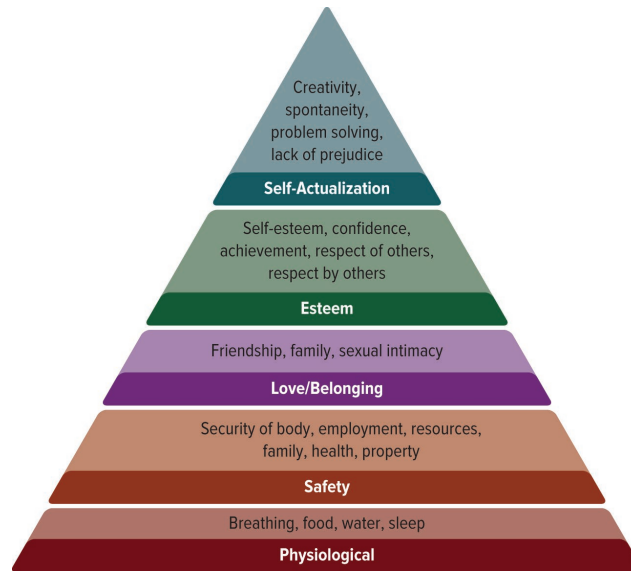 Creativity,
spontaneity,
problem solving,
lack of prejudice
Self-Actualization
Self-esteem, confidence,
achievement, respect of others,
respect by others
Esteem
Friendship, family, sexual intimacy
Love/Belonging
Security of body, employment, resources,
family, health, property
Safety
Breathing, food, water, sleep
Physiological